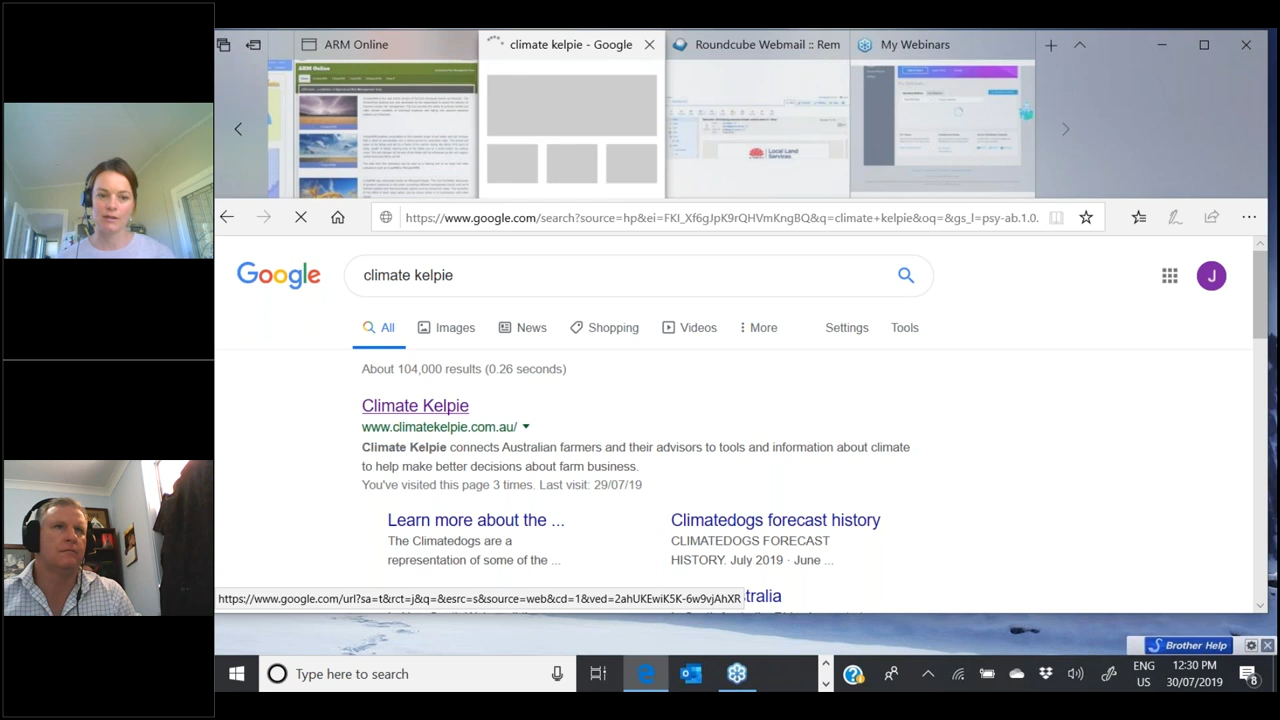 ARM Online
climate kelpie - Google
Roundcube Webmail :: Rem
My Webinars
ARM Online
Local Land
Services
https://www.google.com/search?source=hp&ei=FKI_Xf6gJpK9rQHVmKngBQ&q=climate+kelpie&oq=&gs_l=psy-ab.1.0.
Google
climate kelpie
J
All
Images
News
Shopping
Videos
More
Settings
Tools
About 104,000 results (0.26 seconds)
Climate Kelpie
www.climatekelpie.com.au/
Climate Kelpie connects Australian farmers and their advisors to tools and information about climate
to help make better decisions about farm business.
You've visited this page 3 times. Last visit: 29/07/19
Learn more about the ...
Climatedogs forecast history
The Climatedogs are a
CLIMATEDOGS FORECAST
representation of some of the ...
HISTORY. July 2019 · June ...
https://www.google.com/url?sa=t&rct=j&q=&esrc=s&source=web&cd=1&ved=2ahUKEwiK5K-6w9vjAhXR
stralia
Brother Help
Type here to search
ENG
US
12:30 PM
30/07/2019
8